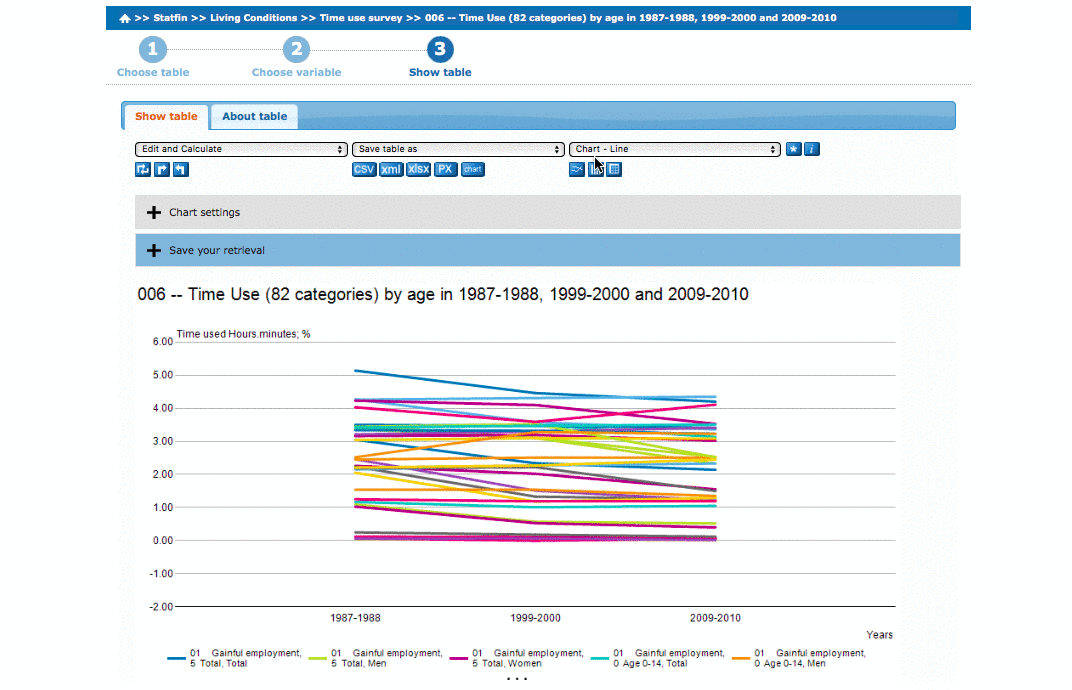 >> Statfin >> Living Conditions >> Time use survey >> 006 -- Time Use (82 categories) by age in 1987-1988, 1999-2000 and 2009-2010
1 2 3
Choose table Choose variable Show table
Show table About table
Edit and Calculate Save table as Chart - Line
CSV xml xlsx PX chart
Chart settings
Save your retrieval
006 -- Time Use (82 categories) by age in 1987-1988, 1999-2000 and 2009-2010
Time used Hours.minutes; %
6.00
5.00
4.00
3.00
2.00
1.00
0.00
-1.00
-2.00
1987-1988 1999-2000 2009-2010
Years
01 Gainful employment, 01 Gainful employment, 01 Gainful employment, 01 Gainful employment, 01 Gainful employment,
5 Total, Total 5 Total, Men 5 Total, Women 0 Age 0-14, Total 0 Age 0-14, Men
...